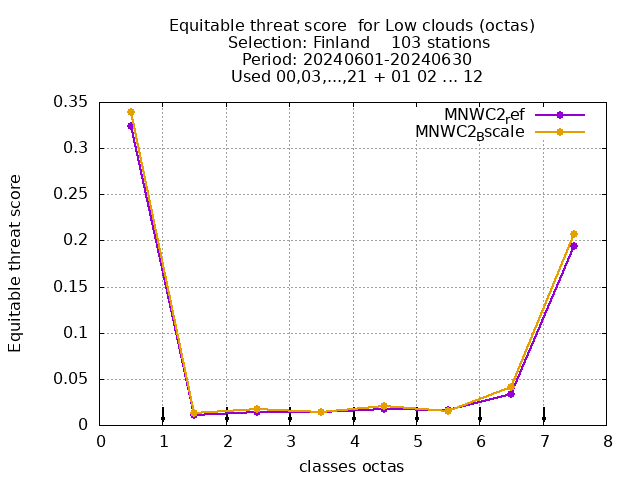 Equitable threat score for Low clouds (octas)
Selection: Finland 103 stations
Period: 20240601-20240630
Used 00,03,...,21 + 01 02 ... 12
MNWC2ref
MNWC2Bscale
Equitable threat score
0.35
0.3
0.25
0.2
0.15
0.1
0.05
0
0 1 2 3 4 5 6 7 8
classes octas